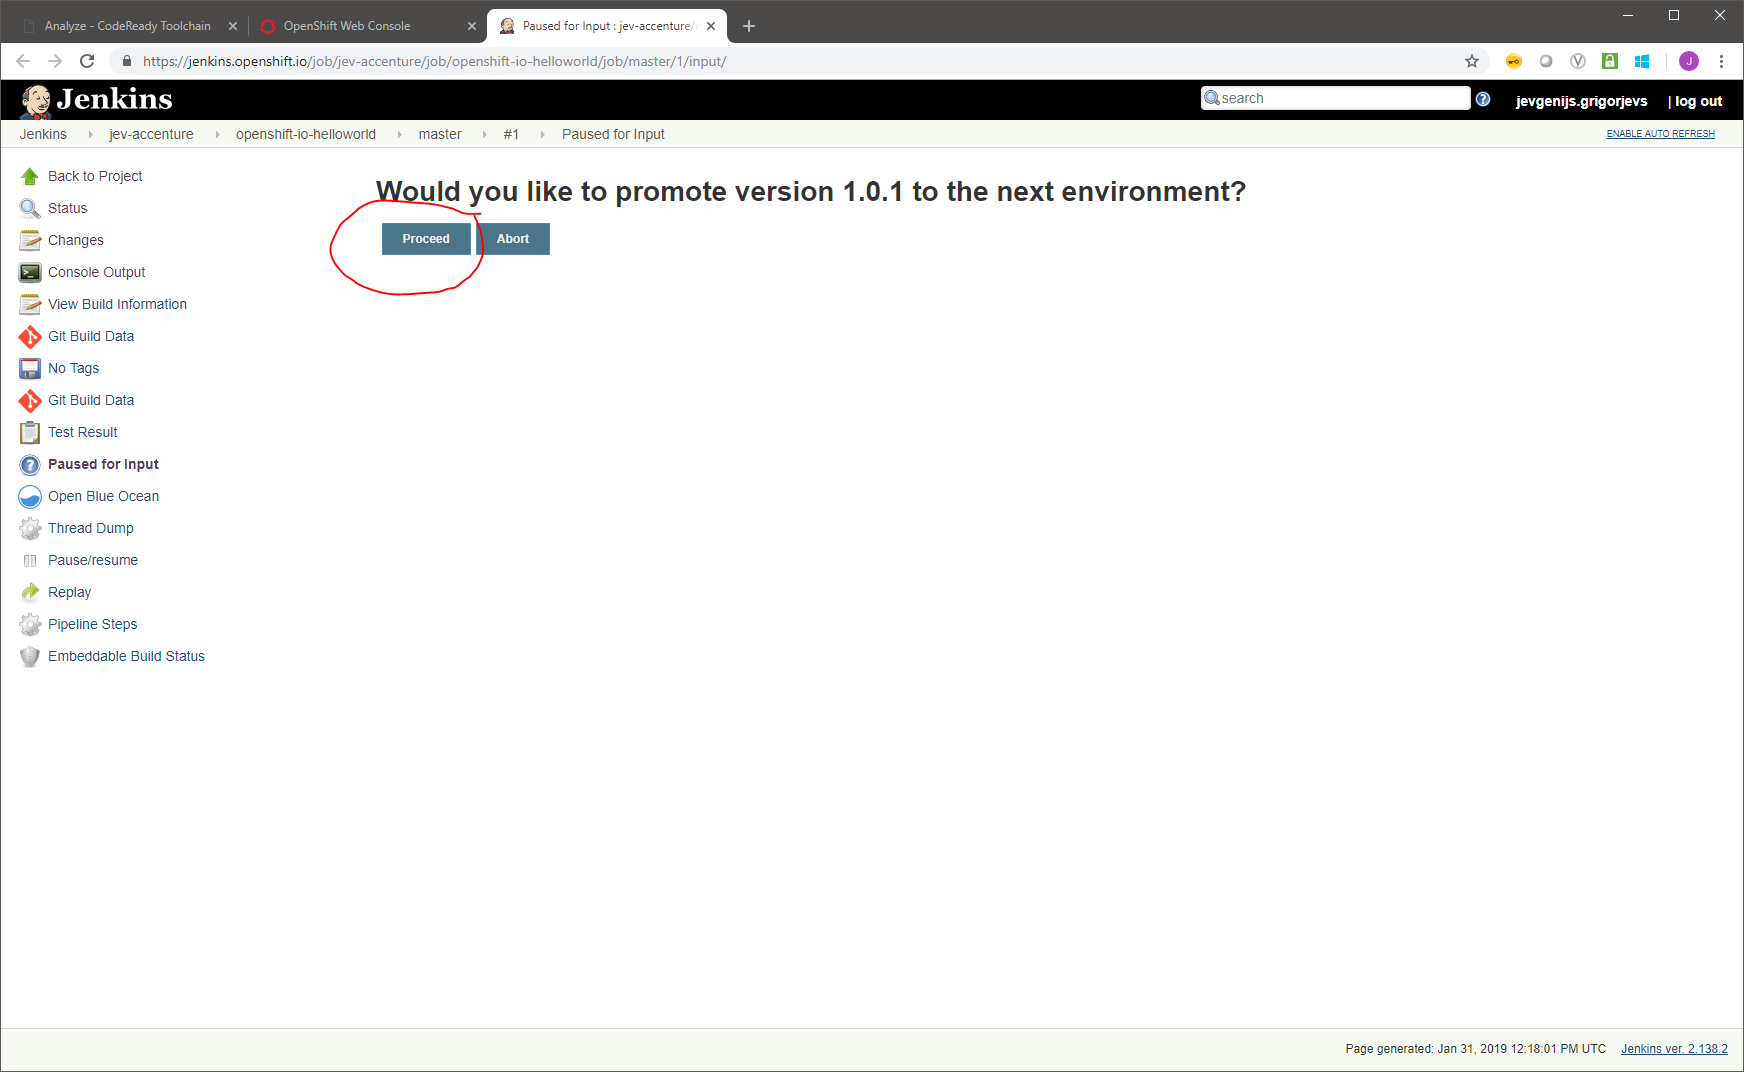 Analyze - CodeReady Toolchain
OpenShift Web Console
Paused for Input : jev-accenture/
https://jenkins.openshift.io/job/jev-accenture/job/openshift-io-helloworld/job/master/1/input/
J
Jenkins
search
jevgenijs.grigorjevs
| log out
Jenkins
jev-accenture
openshift-io-helloworld
master
#1
Paused for Input
ENABLE AUTO REFRESH
Back to Project
Status
Changes
Console Output
View Build Information
Git Build Data
No Tags
Git Build Data
Test Result
Paused for Input
Open Blue Ocean
Thread Dump
Pause/resume
Replay
Pipeline Steps
Embeddable Build Status
Would you like to promote version 1.0.1 to the next environment?
Proceed
Abort
Page generated: Jan 31, 2019 12:18:01 PM UTC
Jenkins ver. 2.138.2